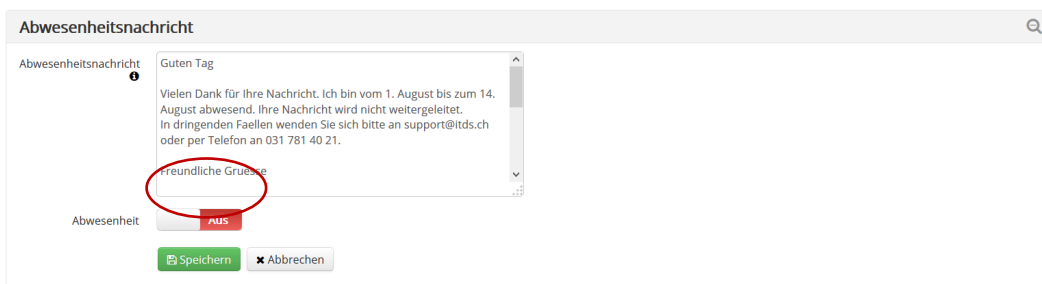 Abwesenheitsnachricht
Abwesenheitsnachricht
Guten Tag
Vielen Dank für Ihre Nachricht. Ich bin vom 1. August bis zum 14.
August abwesend. Ihre Nachricht wird nicht weitergeleitet.
In dringenden Faellen wenden Sie sich bitte an support@itds.ch
oder per Telefon an 031 781 40 21.
Freundliche Gruesse
Abwesenheit
Aus
Speichern
Abbrechen